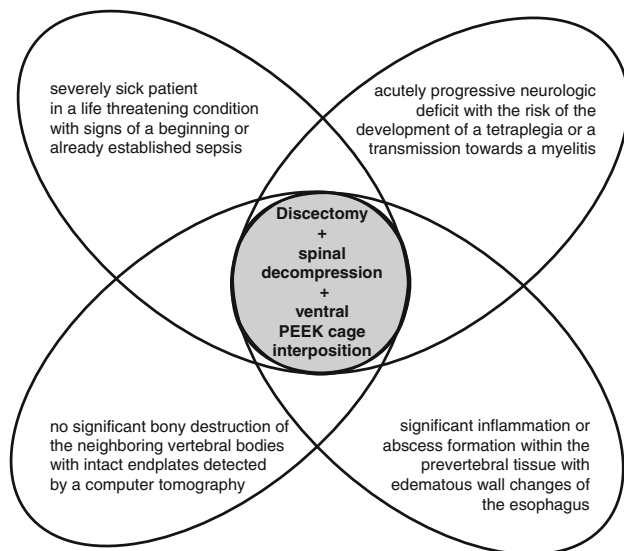 severely sick patient
in a life threatening condition
with signs of a beginning or
already established sepsis
acutely progressive neurologic
deficit with the risk of the
development of a tetraplegia or a
transmission towards a myelitis
Discectomy
+
spinal
decompression
+
ventral
PEEK cage
interposition
no significant bony destruction of
the neighboring vertebral bodies
with intact endplates detected
by a computer tomography
significant inflammation or
abscess formation within the
prevertebral tissue with
edematous wall changes of
the esophagus